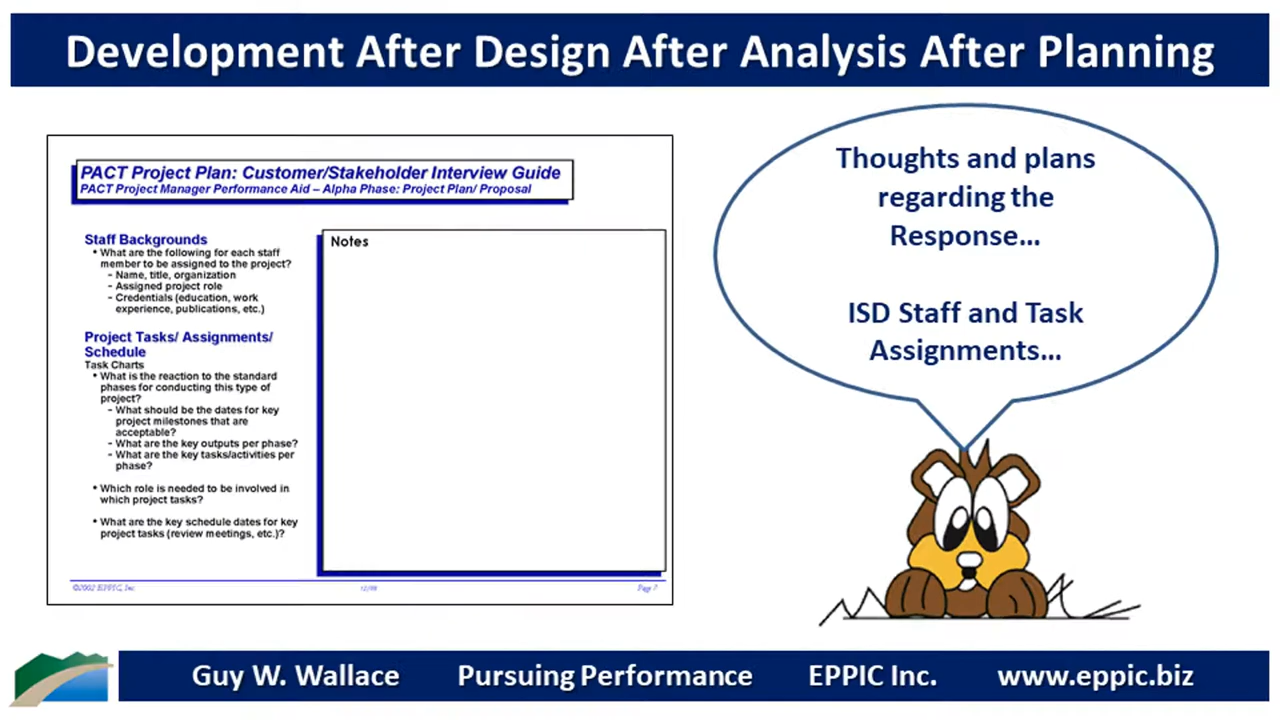 Development After Design After Analysis After Planning
PACT Project Plan: Customer/Stakeholder Interview Guide
PACT Project Manager Performance Aid – Alpha Phase: Project Plan/ Proposal
Staff Backgrounds
• What are the following for each staff
member to be assigned to the project?
– Name, title, organization
– Assigned project role
– Credentials (education, work
experience, publications, etc.)
Project Tasks/ Assignments/
Schedule
Task Charts
• What is the reaction to the standard
phases for conducting this type of
project?
– What should be the dates for key
project milestones that are
acceptable?
– What are the key outputs per phase?
– What are the key tasks/activities per
phase?
• Which role is needed to be involved in
which project tasks?
• What are the key schedule dates for key
project tasks (review meetings, etc.)?
Notes
©2002 EPPIC, Inc.
Page 7
Thoughts and plans
regarding the
Response...
ISD Staff and Task
Assignments...
Guy W. Wallace Pursuing Performance EPPIC Inc. www.eppic.biz